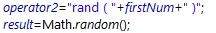 operator2="rand ( "+firstNum+" )";
result=Math.random();